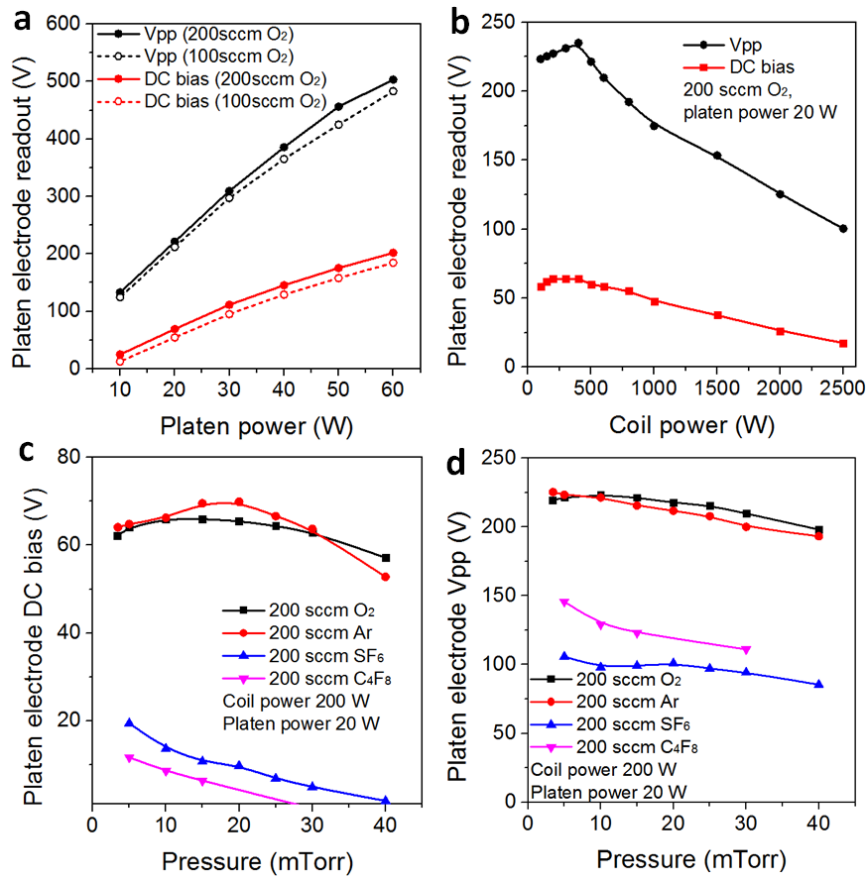 a
Platen electrode readout (V)
600
500
400
300
200
100
0
Vpp (200sccm O₂)
Vpp (100sccm O₂)
DC bias (200sccm O₂)
DC bias (100sccm O₂)
10 20 30 40 50 60
Platen power (W)
b
Platen electrode readout (V)
250
200
150
100
50
0
Vpp
DC bias
200 sccm O₂,
platen power 20 W
0 500 1000 1500 2000 2500
Coil power (W)
c
Platen electrode DC bias (V)
80
60
40
20
200 sccm O₂
200 sccm Ar
200 sccm SF₆
200 sccm C₄F₈
Coil power 200 W
Platen power 20 W
0 10 20 30 40
Pressure (mTorr)
d
Platen electrode Vpp (V)
250
200
150
100
50
0
200 sccm O₂
200 sccm Ar
200 sccm SF₆
200 sccm C₄F₈
Coil power 200 W
Platen power 20 W
0 10 20 30 40
Pressure (mTorr)